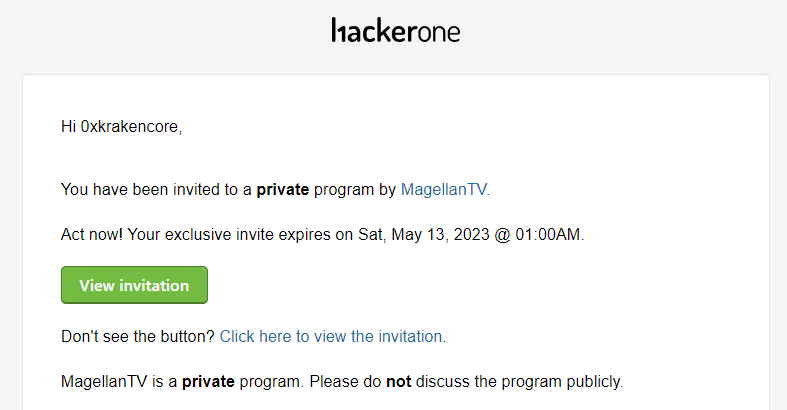 hackerone
Hi 0xkrakencore,
You have been invited to a private program by MagellanTV.
Act now! Your exclusive invite expires on Sat, May 13, 2023 @ 01:00AM.
View invitation
Don't see the button? Click here to view the invitation.
MagellanTV is a private program. Please do not discuss the program publicly.